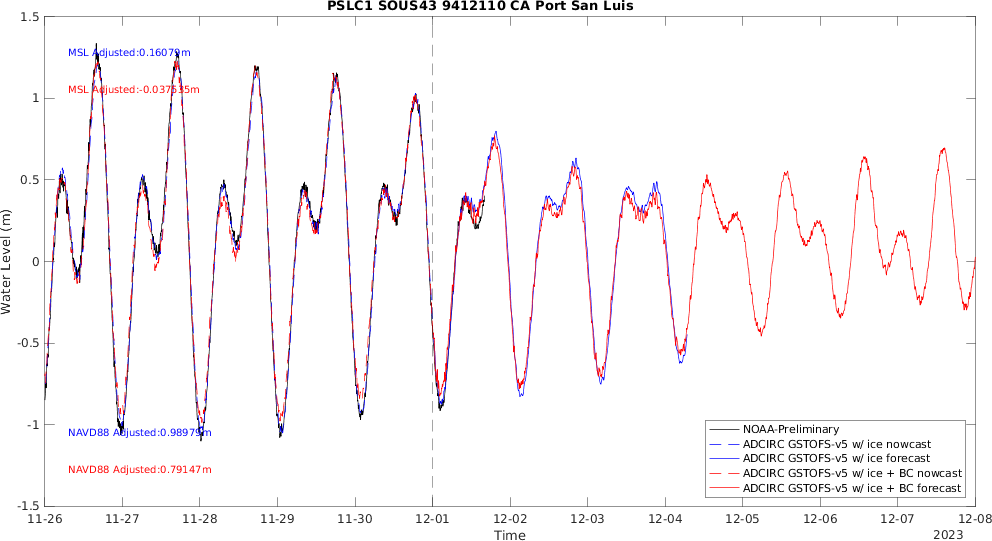 PSLC1 SOUS43 9412110 CA Port San Luis
1.5
1
0.5
0
-0.5
-1
-1.5
Water Level (m)
MSL Adjusted:0.16079m
MSL Adjusted:-0.037535m
NAVD88 Adjusted:0.98979m
NAVD88 Adjusted:0.79147m
NOAA-Preliminary
ADCIRC GSTOFS-v5 w/ ice nowcast
ADCIRC GSTOFS-v5 w/ ice forecast
ADCIRC GSTOFS-v5 w/ ice + BC nowcast
ADCIRC GSTOFS-v5 w/ ice + BC forecast
11-26 11-27 11-28 11-29 11-30 12-01 12-02 12-03 12-04 12-05 12-06 12-07 12-08
Time
2023